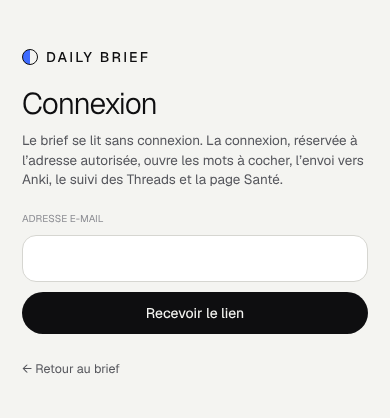 DAILY BRIEF
Connexion
Le brief se lit sans connexion. La connexion, réservée à
l'adresse autorisée, ouvre les mots à cocher, l'envoi vers
Anki, le suivi des Threads et la page Santé.
ADRESSE E-MAIL
Recevoir le lien
← Retour au brief